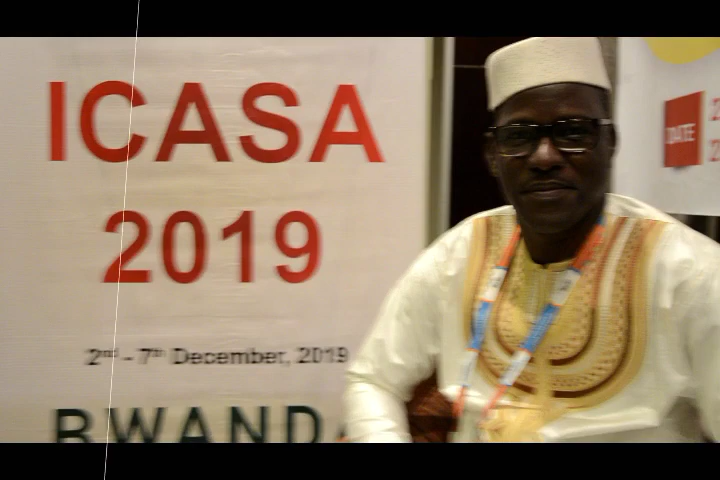 ICASA
2019
2nd - 7th December, 2019
RWANDA
DATE